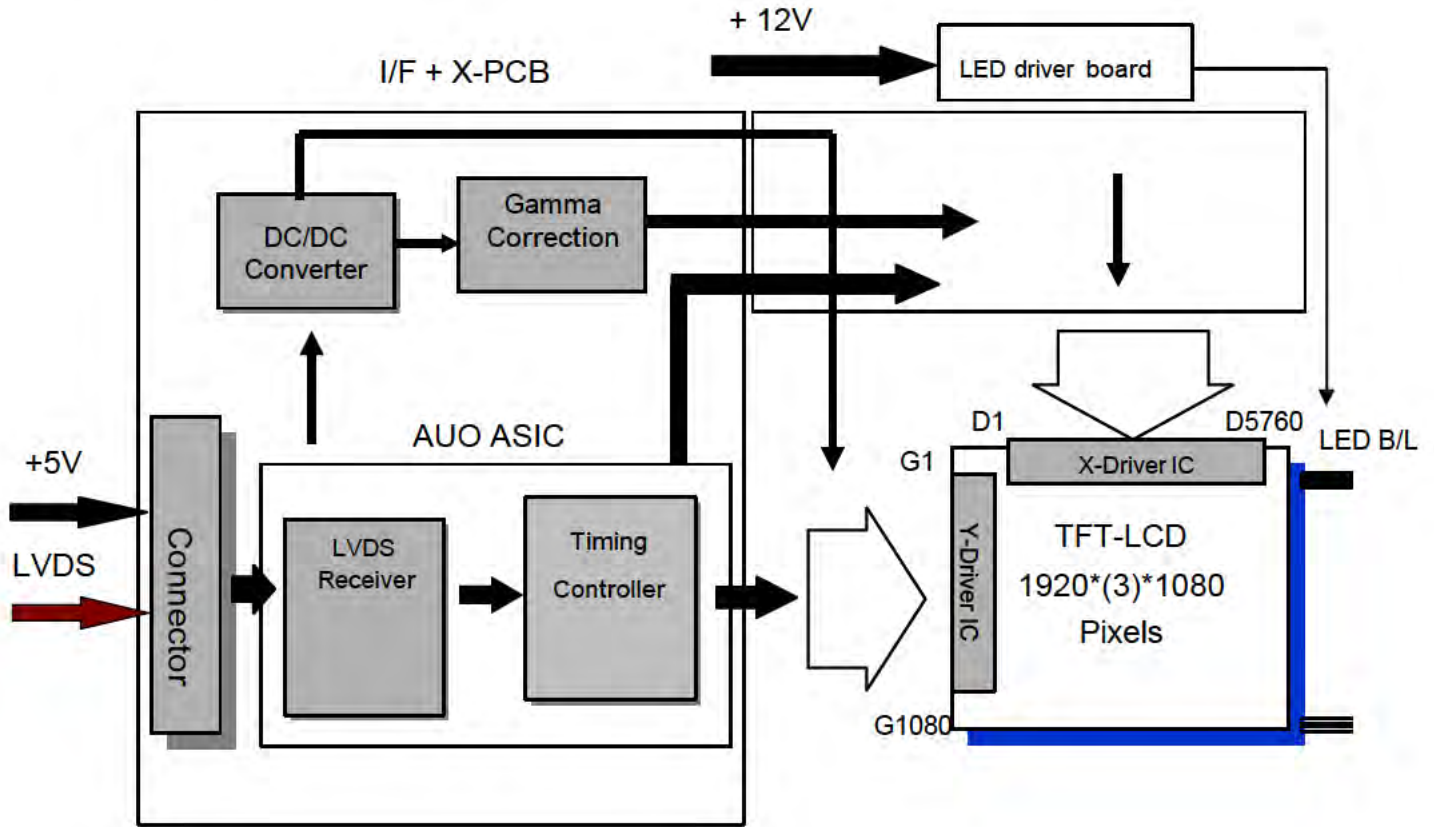 + 12V
LED driver board
I/F + X-PCB
Gamma
Correction
DC/DC
Converter
AUO ASIC
D1
D5760
LED B/L
+5V
G1
X-Driver IC
Connector
LVDS
LVDS
Receiver
Timing
Controller
Y-Driver IC
TFT-LCD
1920*(3)*1080
Pixels
G1080